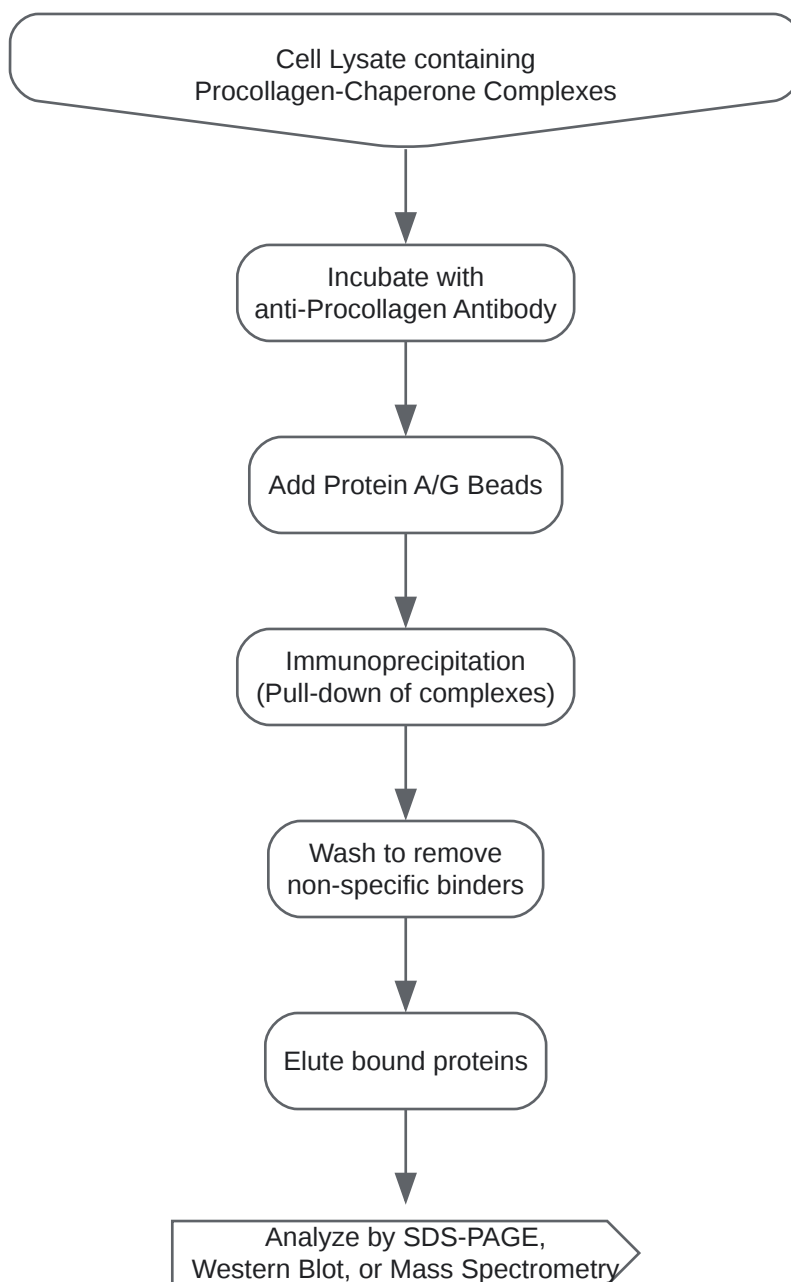 Cell Lysate containing
Procollagen-Chaperone Complexes
Incubate with
anti-Procollagen Antibody
Add Protein A/G Beads
Immunoprecipitation
(Pull-down of complexes)
Wash to remove
non-specific binders
Elute bound proteins
Analyze by SDS-PAGE,
Western Blot, or Mass Spectrometry